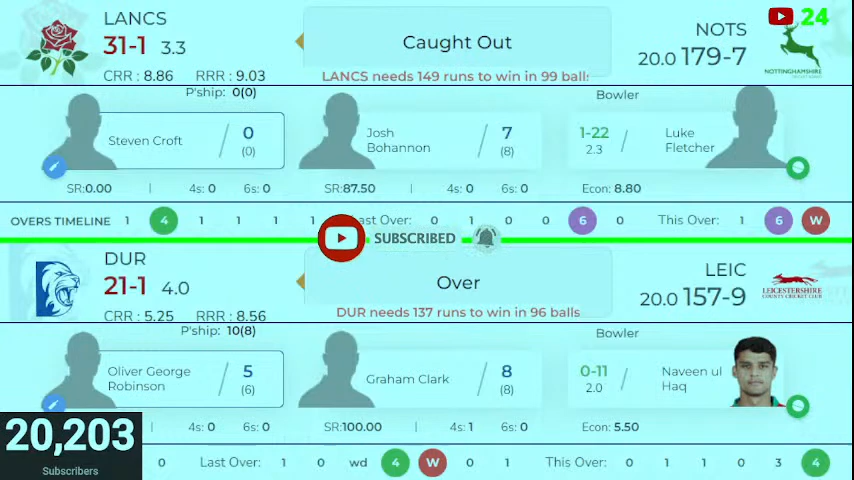 LANCS
31-1 3.3
CRR : 8.86 RRR : 9.03
Caught Out
LANCS needs 149 runs to win in 99 balls
24
NOTS
20.0 179-7
NOTTINGHAMSHIRE
P'ship: 0(0)
Bowler
Steven Croft / 0 (0)
Josh Bohannon / 7 (8)
1-22 2.3 / Luke Fletcher
SR:0.00 | 4s: 0 6s: 0
SR:87.50 | 4s: 0 6s: 0
Econ: 8.80
OVERS TIMELINE 1 4 1 1 1 1 Last Over: 0 1 0 0 6 0 This Over: 1 6 W
SUBSCRIBED
DUR
21-1 4.0
CRR : 5.25 RRR : 8.56
Over
DUR needs 137 runs to win in 96 balls
LEIC
20.0 157-9
LEICESTERSHIRE
COUNTY CRICKET CLUB
P'ship: 10(8)
Bowler
Oliver George Robinson / 5 (6)
Graham Clark / 8 (8)
0-11 2.0 / Naveen ul Haq
| 4s: 0 6s: 0
SR:100.00 | 4s: 1 6s: 0
Econ: 5.50
20,203
Subscribers
0 Last Over: 1 0 wd 4 W 0 1 This Over: 0 1 1 0 3 4